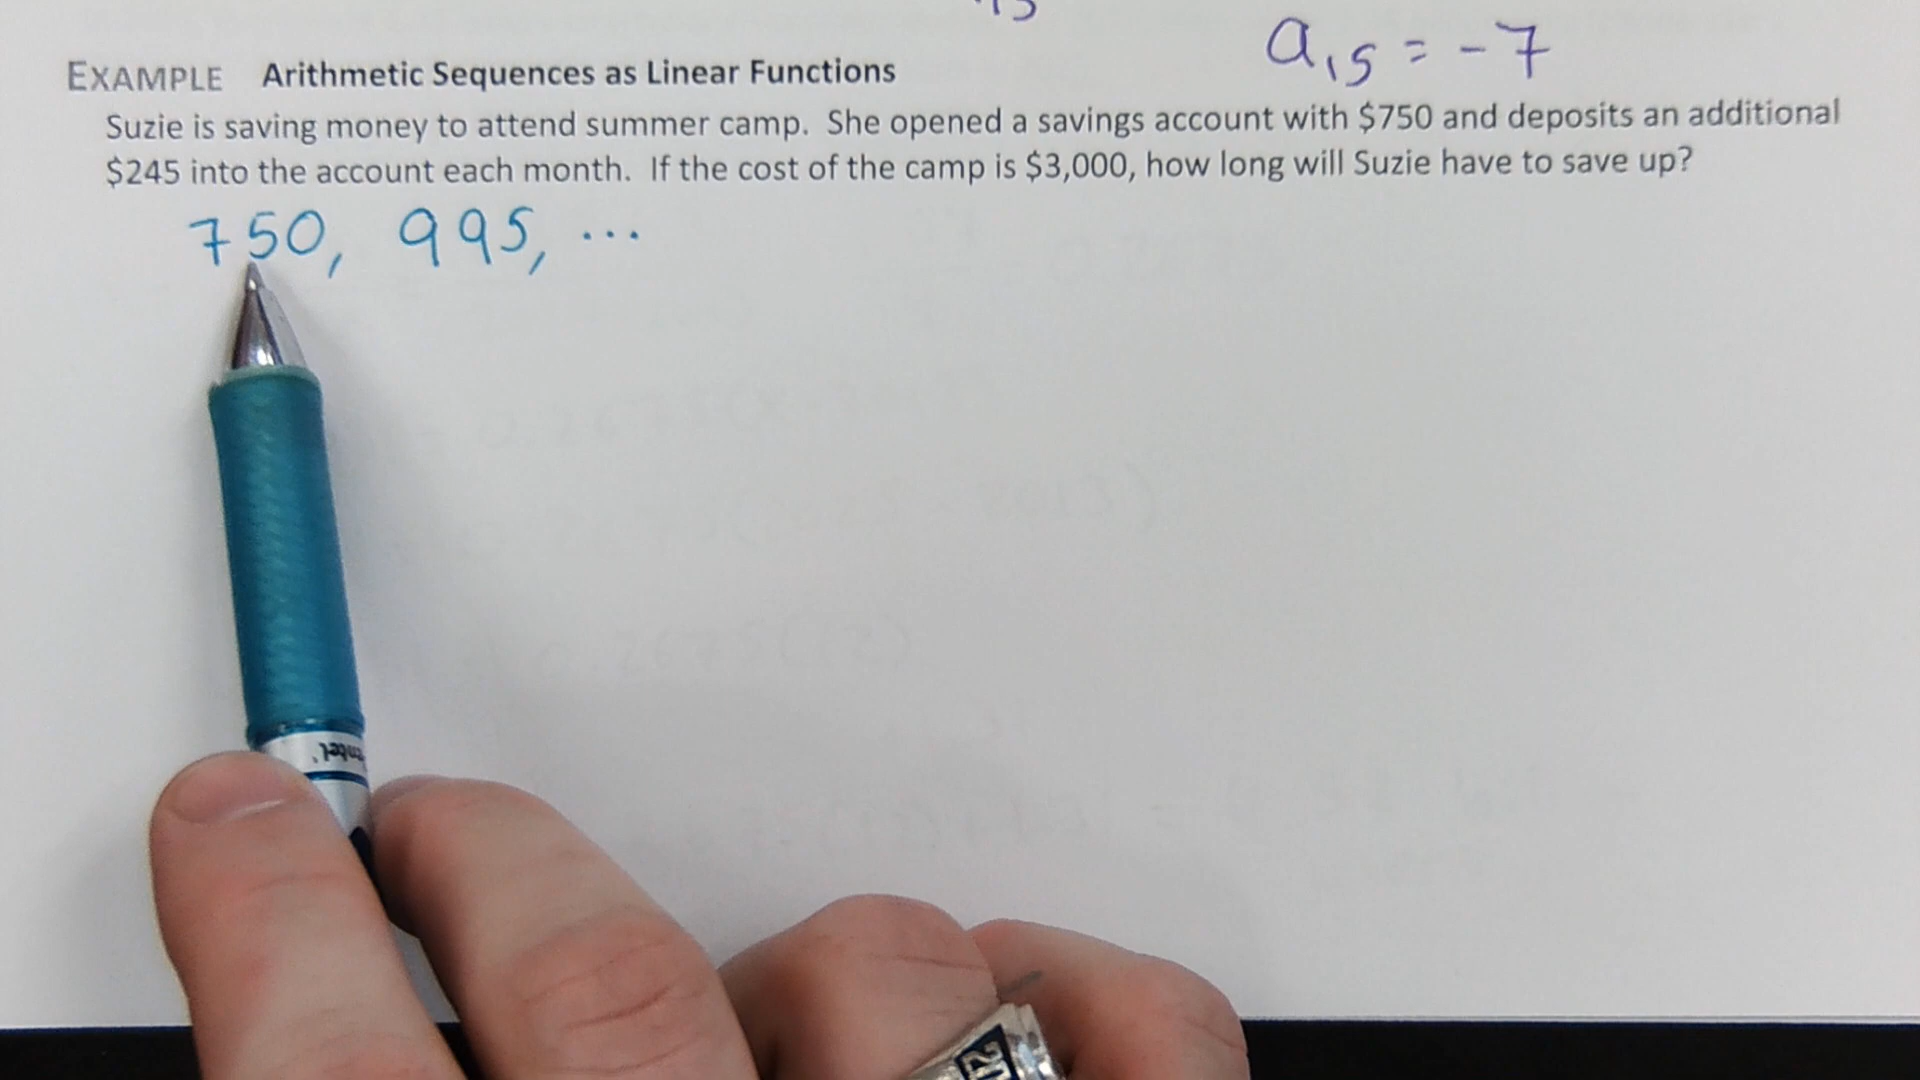 a₁₅ = -7
EXAMPLE Arithmetic Sequences as Linear Functions
Suzie is saving money to attend summer camp. She opened a savings account with $750 and deposits an additional
$245 into the account each month. If the cost of the camp is $3,000, how long will Suzie have to save up?
750, 995, ...